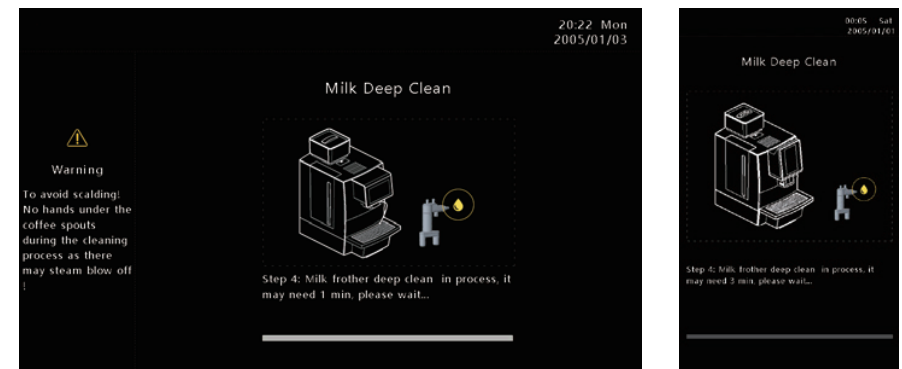 20:22 Mon
2005/01/03
Milk Deep Clean
Warning
To avoid scalding!
No hands under the
coffee spouts
during the cleaning
process as there
may steam blow off
!
Step 4: Milk frother deep clean in process, it
may need 1 min, please wait...
00:05 Sat
2005/01/01
Milk Deep Clean
Step 4: Milk frother deep clean in process, it
may need 3 min, please wait...